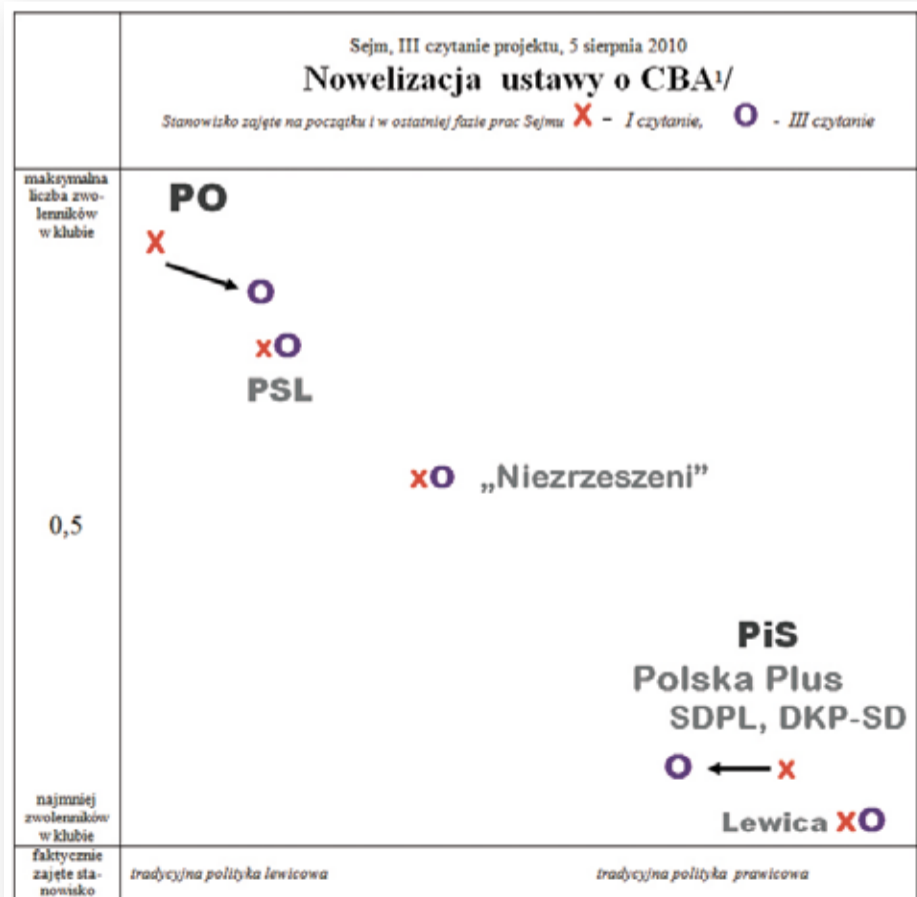 Sejm, III czytanie projektu, 5 sierpnia 2010
Nowelizacja ustawy o CBA¹/
Stanowisko zajęte na początku i w ostatniej fazie prac Sejmu X - I czytanie, O - III czytanie
maksymalna
liczba zwo-
lenników
w klubie
PO
X
O
xO
PSL
xO „Niezrzeszeni”
0,5
PiS
Polska Plus
SDPL, DKP-SD
O X
najmniej
zwolenników
w klubie
Lewica XO
faktycznie
zajęte sta-
nowisko
tradycyjna polityka lewicowa tradycyjna polityka prawicowa